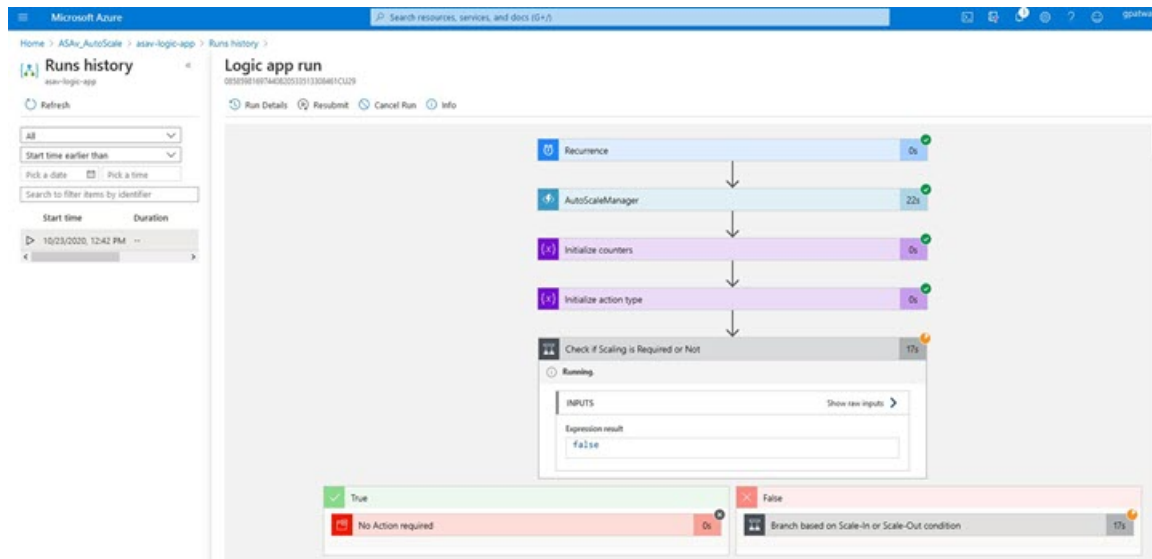 Microsoft Azure
Search resources, services, and docs (G+/)
Home > ASAv_AutoScale > asav-logic-app > Runs history >
Runs history
asav-logic-app
Refresh
All
Start time earlier than
Pick a date Pick a time
Search to filter items by identifier
Start time Duration
10/23/2020, 12:42 PM --
Logic app run
Run Details Resubmit Cancel Run Info
Recurrence 0s
AutoScaleManager 22s
{x} Initialize counters 0s
{x} Initialize action type 0s
Check if Scaling is Required or Not 17s
Running.
INPUTS Show raw inputs
Expression result
false
True
No Action required 0s
False
Branch based on Scale-In or Scale-Out condition 17s